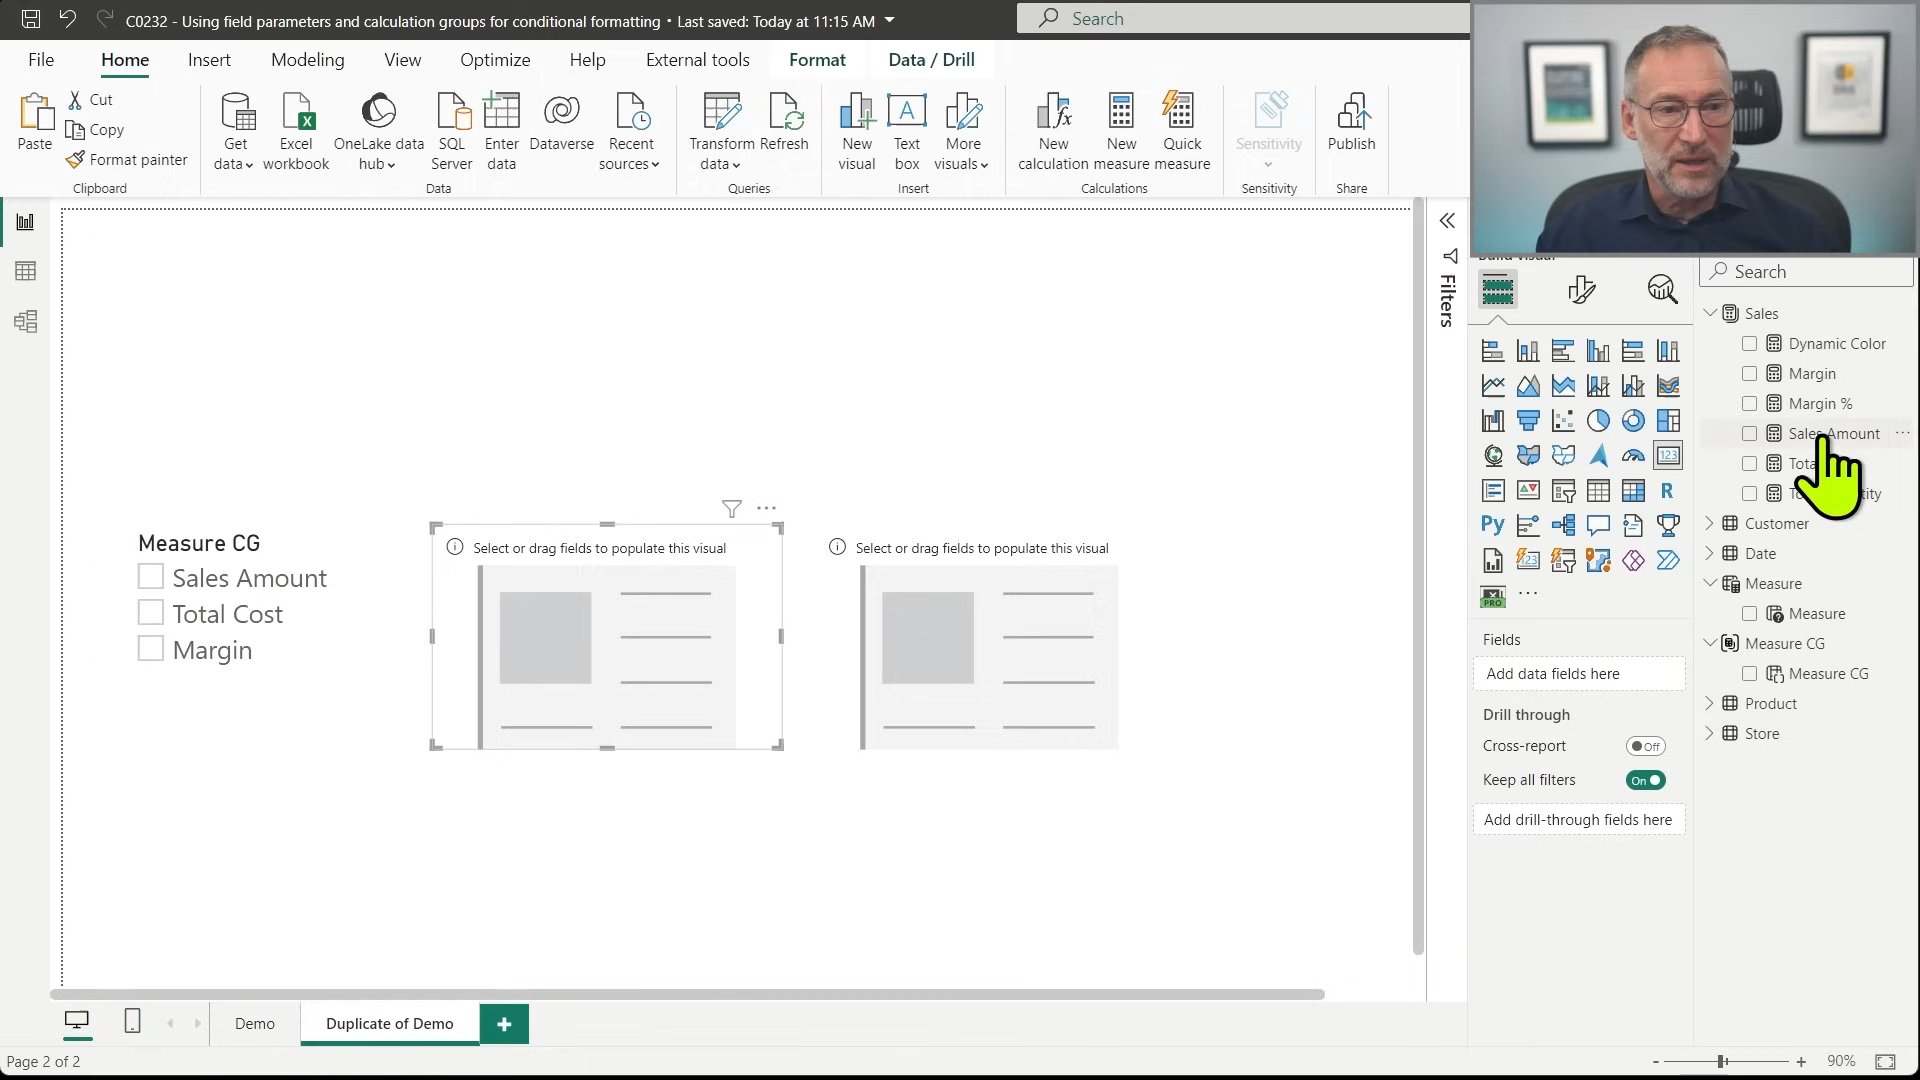 C0232 - Using field parameters and calculation groups for conditional formatting • Last saved: Today at 11:15 AM
Search
File
Home
Insert
Modeling
View
Optimize
Help
External tools
Format
Data / Drill
Paste
Cut
Copy
Format painter
Clipboard
Get data
Excel workbook
OneLake data hub
SQL Server
Enter data
Dataverse
Recent sources
Data
Transform data
Refresh
Queries
New visual
Text box
More visuals
Insert
New calculation
New measure
Quick measure
Calculations
Sensitivity
Sensitivity
Publish
Share
Measure CG
Sales Amount
Total Cost
Margin
Select or drag fields to populate this visual
Select or drag fields to populate this visual
Filters
123
R
Py
123
PRO
Fields
Add data fields here
Drill through
Cross-report
Off
Keep all filters
On
Add drill-through fields here
Search
Sales
Dynamic Color
Margin
Margin %
Sales Amount
Customer
Date
Measure
Measure
Measure CG
Measure CG
Product
Store
Demo
Duplicate of Demo
Page 2 of 2
90%